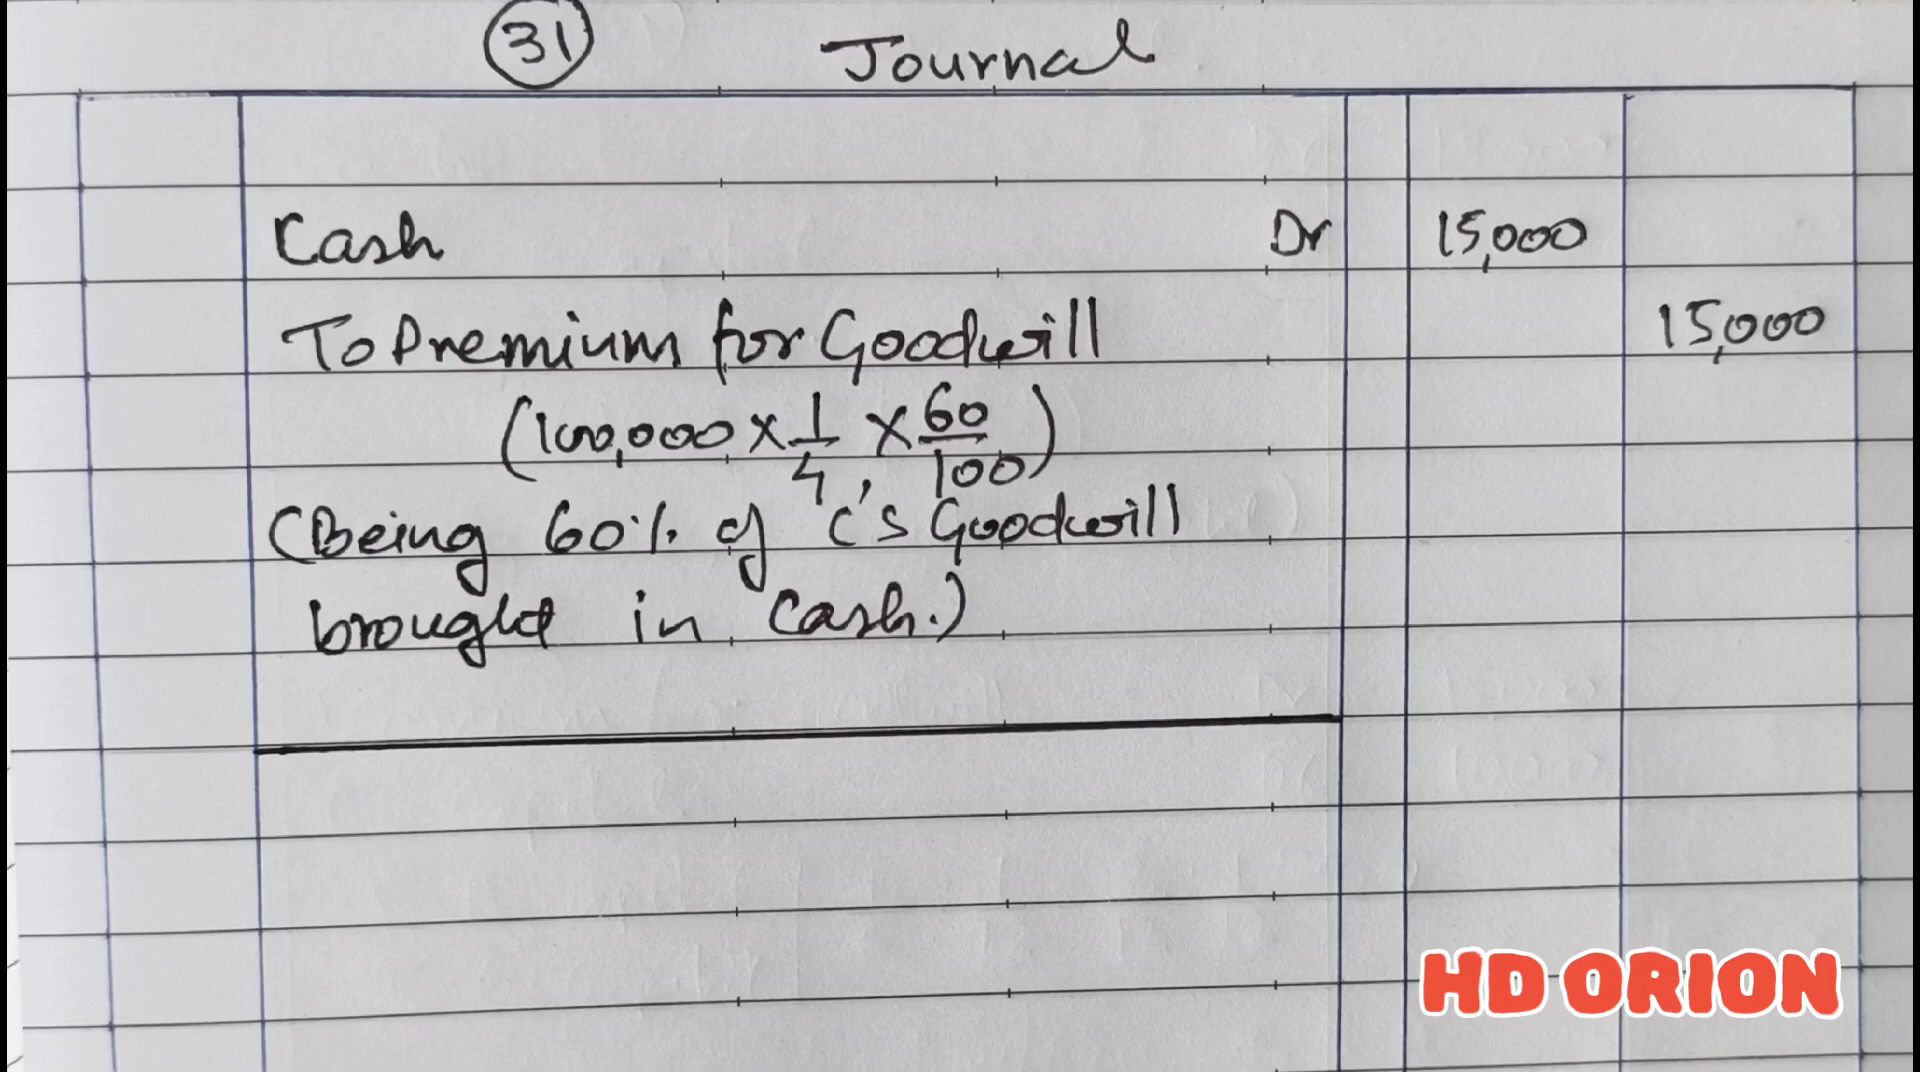 31 Journal
Cash Dr 15,000
To Premium for Goodwill 15,000
(100,000 × 1/4 × 60/100)
(Being 60% of C's Goodwill
brought in Cash.)
HD ORION